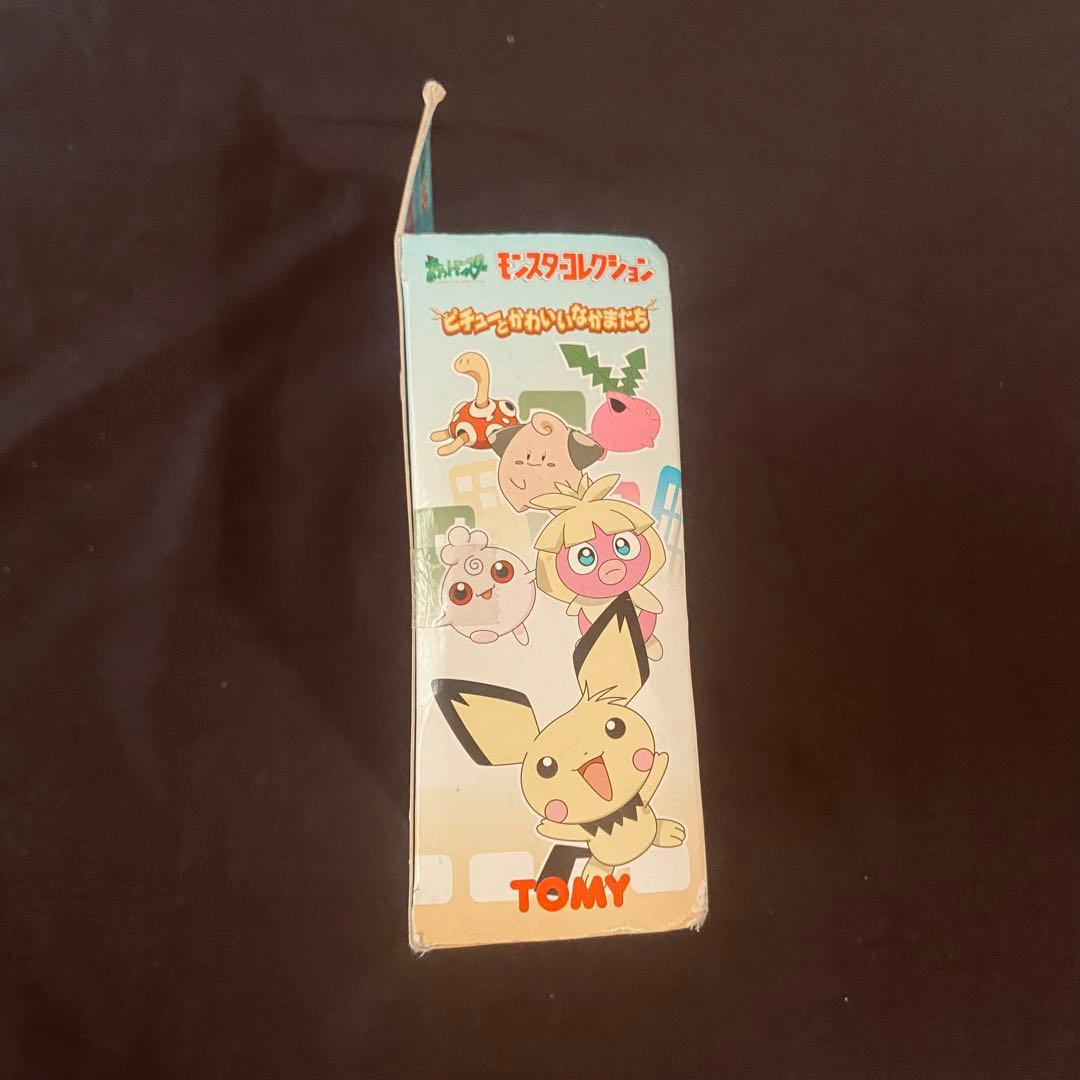 ポケットモンスター モンスターコレクション
ピチューとかわいいなかまたち
TOMY